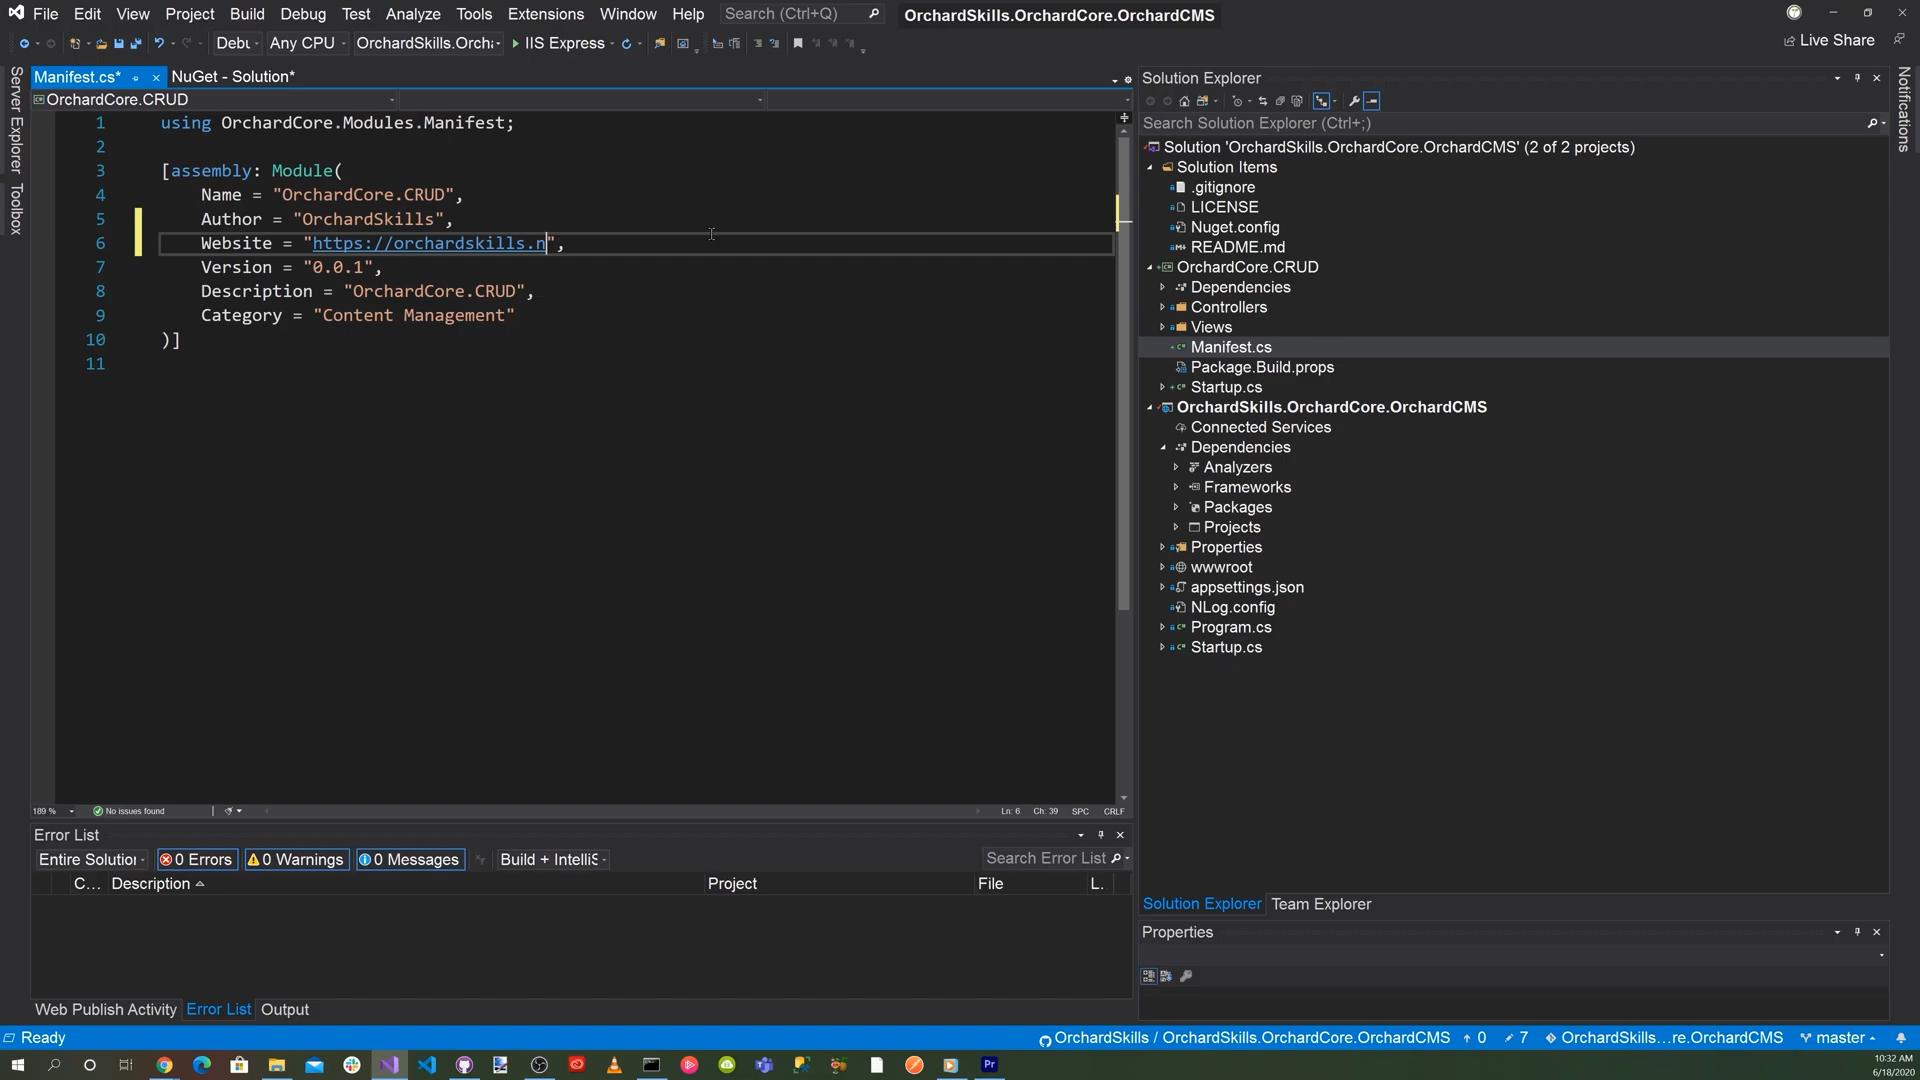 File Edit View Project Build Debug Test Analyze Tools Extensions Window Help Search (Ctrl+Q) OrchardSkills.OrchardCore.OrchardCMS
Debu Any CPU OrchardSkills.Orcha IIS Express Live Share
Server Explorer
Toolbox
Notifications
Manifest.cs* NuGet - Solution*
OrchardCore.CRUD
1 using OrchardCore.Modules.Manifest;
2
3 [assembly: Module(
4 Name = "OrchardCore.CRUD",
5 Author = "OrchardSkills",
6 Website = "https://orchardskills.n",
7 Version = "0.0.1",
8 Description = "OrchardCore.CRUD",
9 Category = "Content Management"
10 )]
11
189 % No issues found Ln: 6 Ch: 39 SPC CRLF
Error List
Entire Solution 0 Errors 0 Warnings 0 Messages Build + IntelliS Search Error List
C... Description Project File L.
Web Publish Activity Error List Output
Solution Explorer
Search Solution Explorer (Ctrl+;)
Solution 'OrchardSkills.OrchardCore.OrchardCMS' (2 of 2 projects)
Solution Items
.gitignore
LICENSE
Nuget.config
README.md
OrchardCore.CRUD
Dependencies
Controllers
Views
Manifest.cs
Package.Build.props
Startup.cs
OrchardSkills.OrchardCore.OrchardCMS
Connected Services
Dependencies
Analyzers
Frameworks
Packages
Projects
Properties
wwwroot
appsettings.json
NLog.config
Program.cs
Startup.cs
Solution Explorer Team Explorer
Properties
Ready OrchardSkills / OrchardSkills.OrchardCore.OrchardCMS 0 7 OrchardSkills...re.OrchardCMS master
10:32 AM
6/18/2020